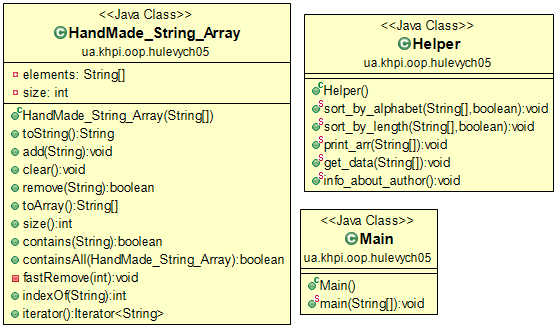 <<Java Class>>
HandMade_String_Array
ua.khpi.oop.hulevych05
elements: String[]
size: int
HandMade_String_Array(String[])
toString():String
add(String):void
clear():void
remove(String):boolean
toArray():String[]
size():int
contains(String):boolean
containsAll(HandMade_String_Array):boolean
fastRemove(int):void
indexOf(String):int
iterator():Iterator<String>
<<Java Class>>
Helper
ua.khpi.oop.hulevych05
Helper()
sort_by_alphabet(String[],boolean):void
sort_by_length(String[],boolean):void
print_arr(String[]):void
get_data(String[]):void
info_about_author():void
<<Java Class>>
Main
ua.khpi.oop.hulevych05
Main()
main(String[]):void